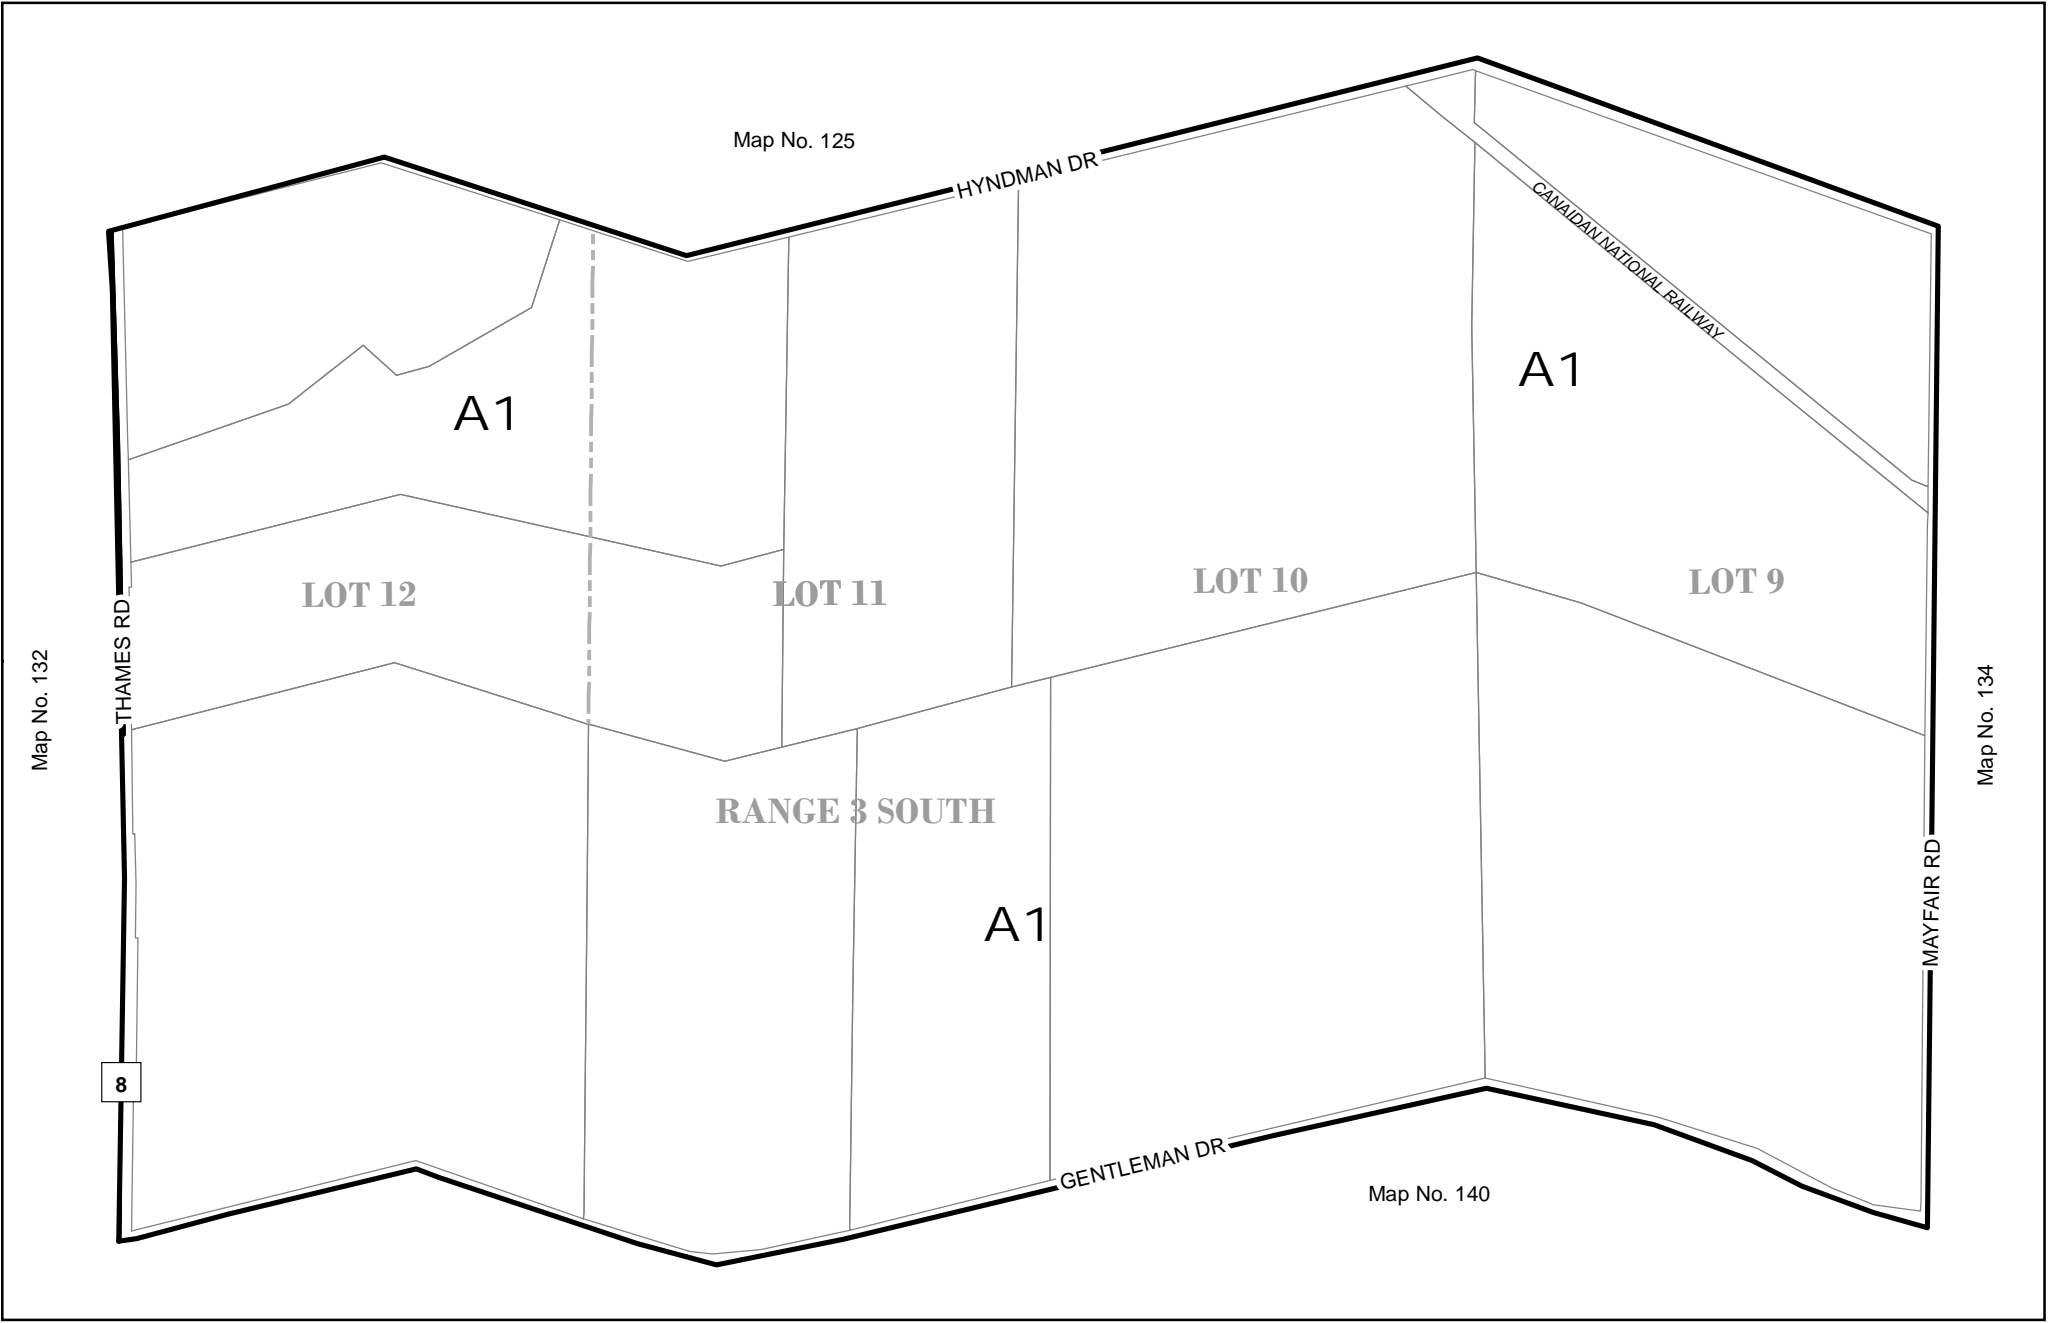 Map No. 125
HYNDMAN DR
CANAIDAN NATIONAL RAILWAY
A1
A1
LOT 12
LOT 11
LOT 10
LOT 9
THAMES RD
Map No. 132
Map No. 134
RANGE 3 SOUTH
MAYFAIR RD
A1
8
GENTLEMAN DR
Map No. 140